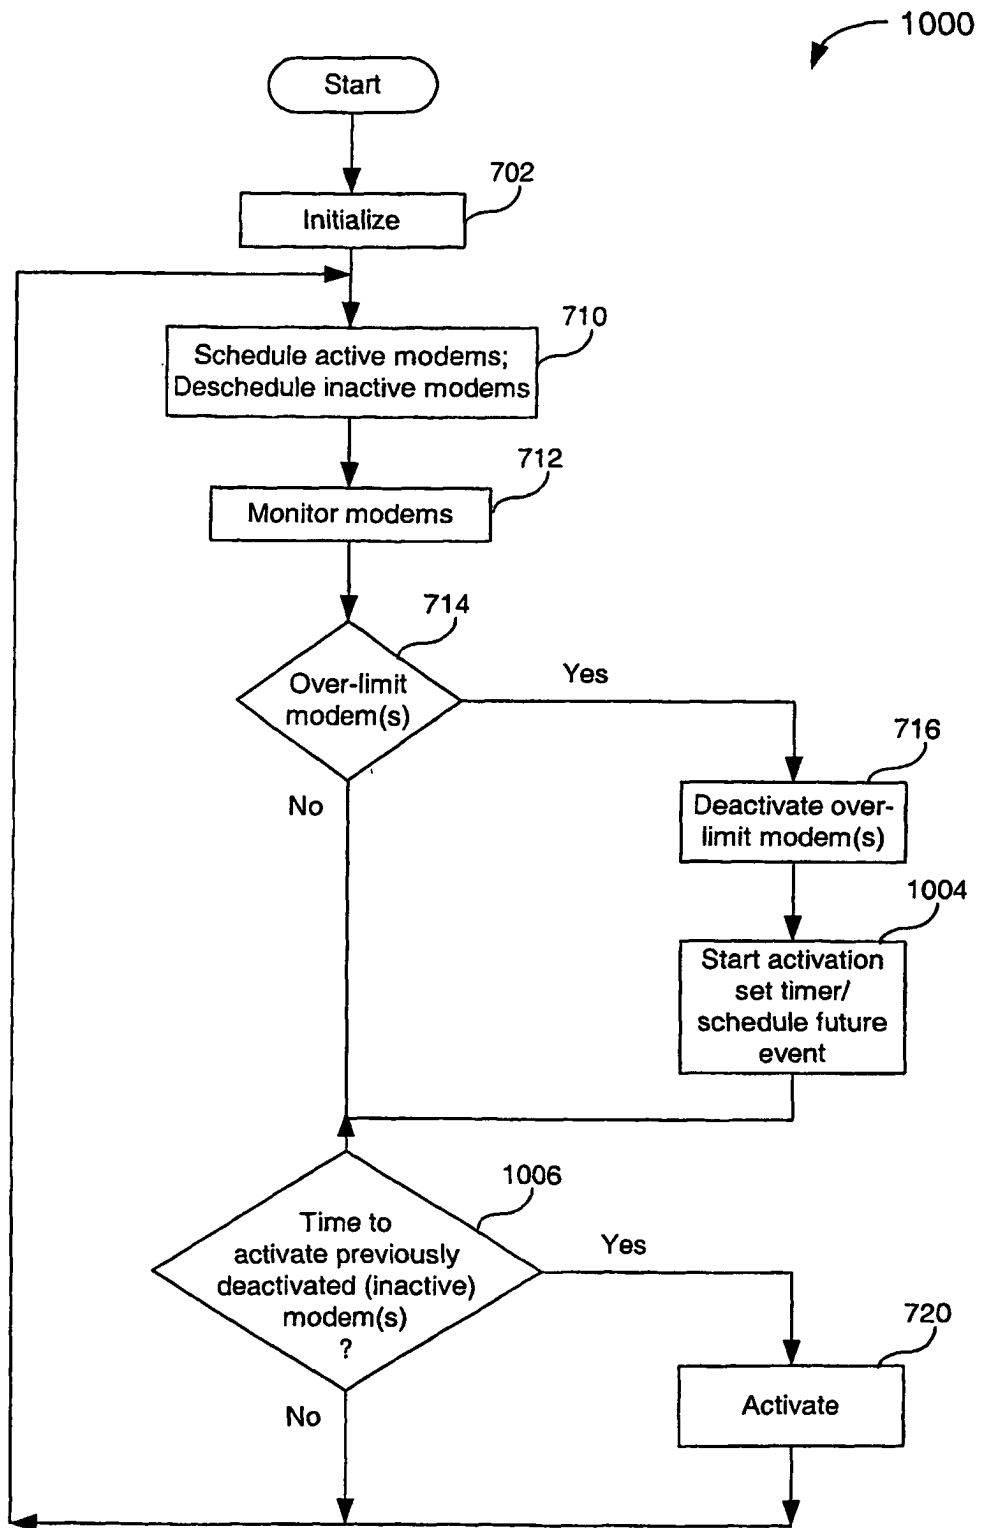 1000
Start
702
Initialize
710
Schedule active modems;
Deschedule inactive modems
712
Monitor modems
714
Over-limit
modem(s)
Yes
No
716
Deactivate over-
limit modem(s)
1004
Start activation
set timer/
schedule future
event
1006
Time to
activate previously
deactivated (inactive)
modem(s)
?
Yes
No
720
Activate